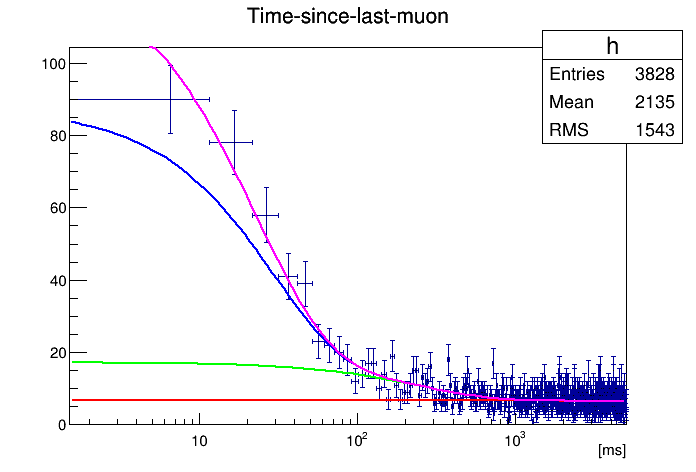 Time-since-last-muon
h
Entries 3828
Mean 2135
RMS 1543
100
80
60
40
20
0
10
10²
10³
[ms]